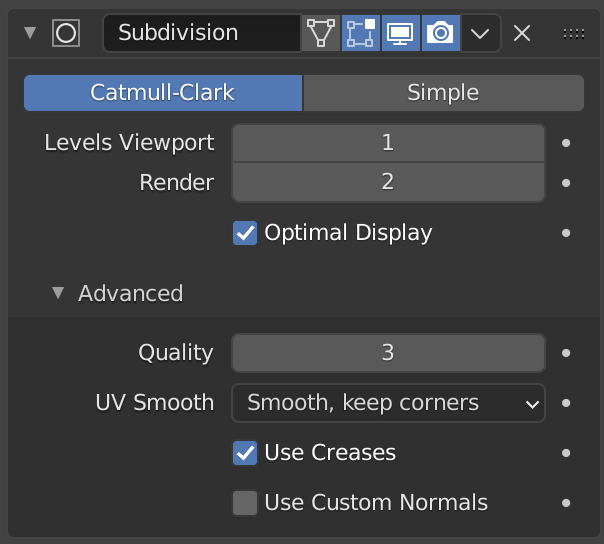 Subdivision
Catmull-Clark Simple
Levels Viewport 1
Render 2
Optimal Display
Advanced
Quality 3
UV Smooth Smooth, keep corners
Use Creases
Use Custom Normals